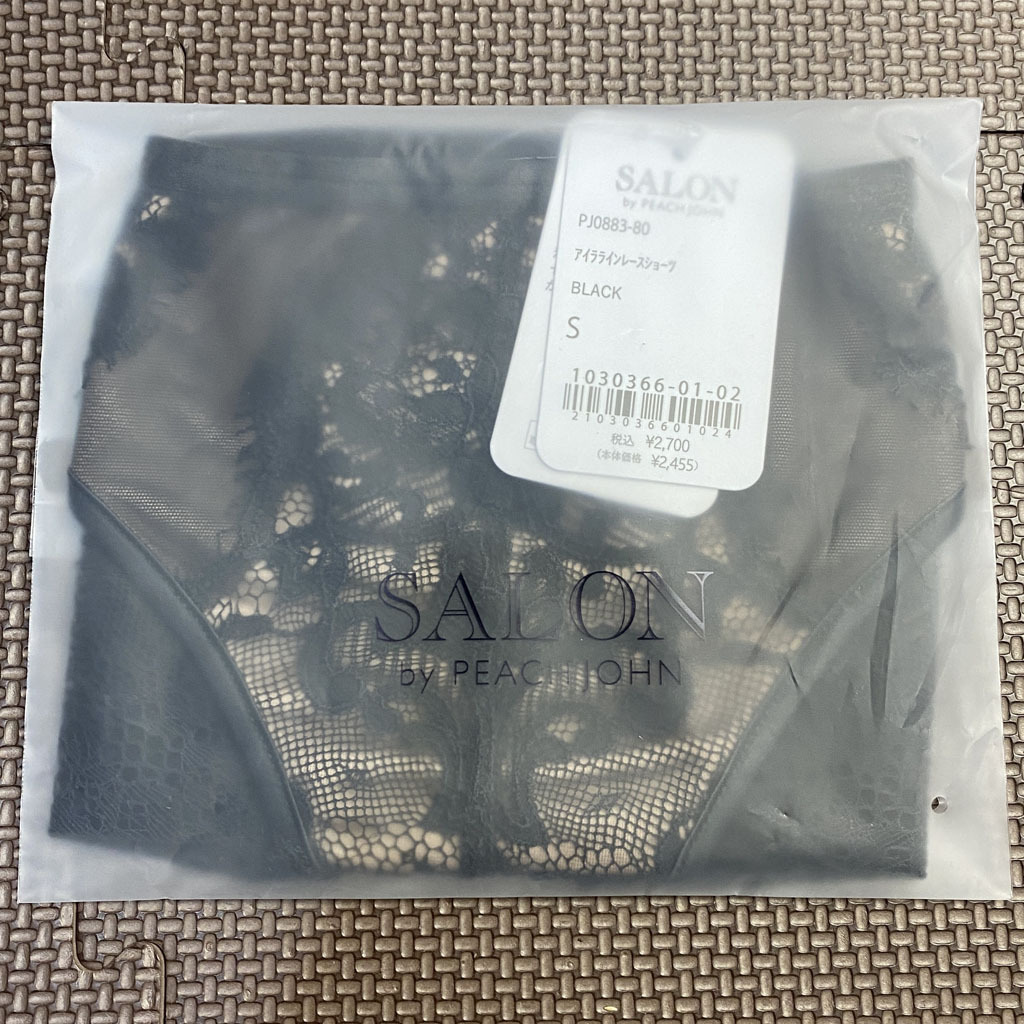 SALON
by PEACH JOHN
PJ0883-80
アイララインレースショーツ
BLACK
S
1030366-01-02
2103036601024
税込 ¥2,700
(本体価格 ¥2,455)
SALON
by PEACH JOHN